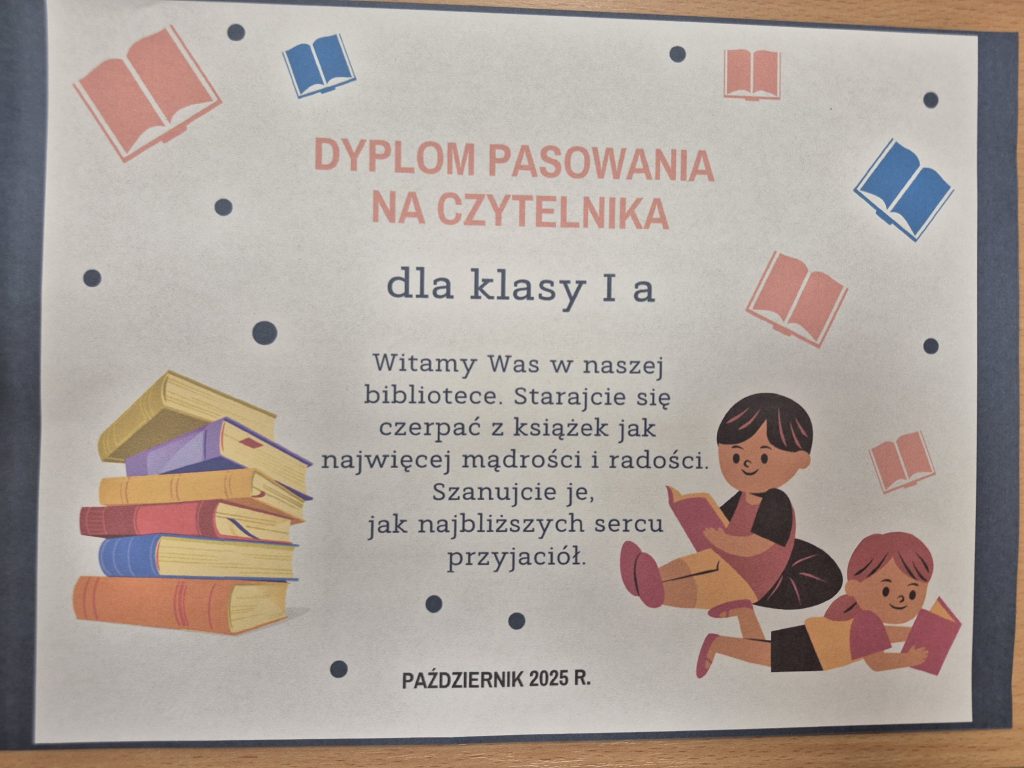 DYPLOM PASOWANIA
NA CZYTELNIKA
dla klasy I a
Witamy Was w naszej
bibliotece. Starajcie się
czerpać z książek jak
najwięcej mądrości i radości.
Szanujcie je,
jak najbliższych sercu
przyjaciół.
PAŹDZIERNIK 2025 R.